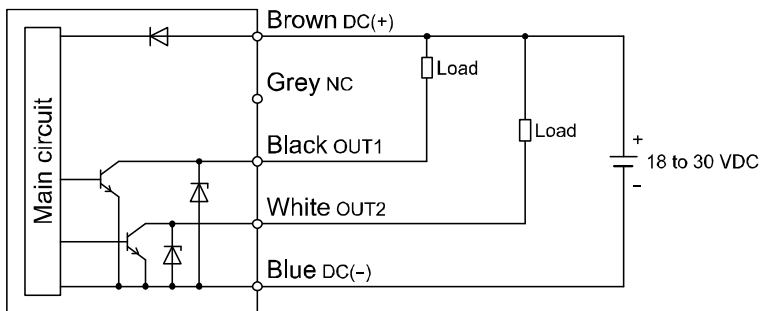 Brown DC(+)
Load
Grey NC
Load
Main circuit
Black OUT1
+
18 to 30 VDC
−
White OUT2
Blue DC(−)